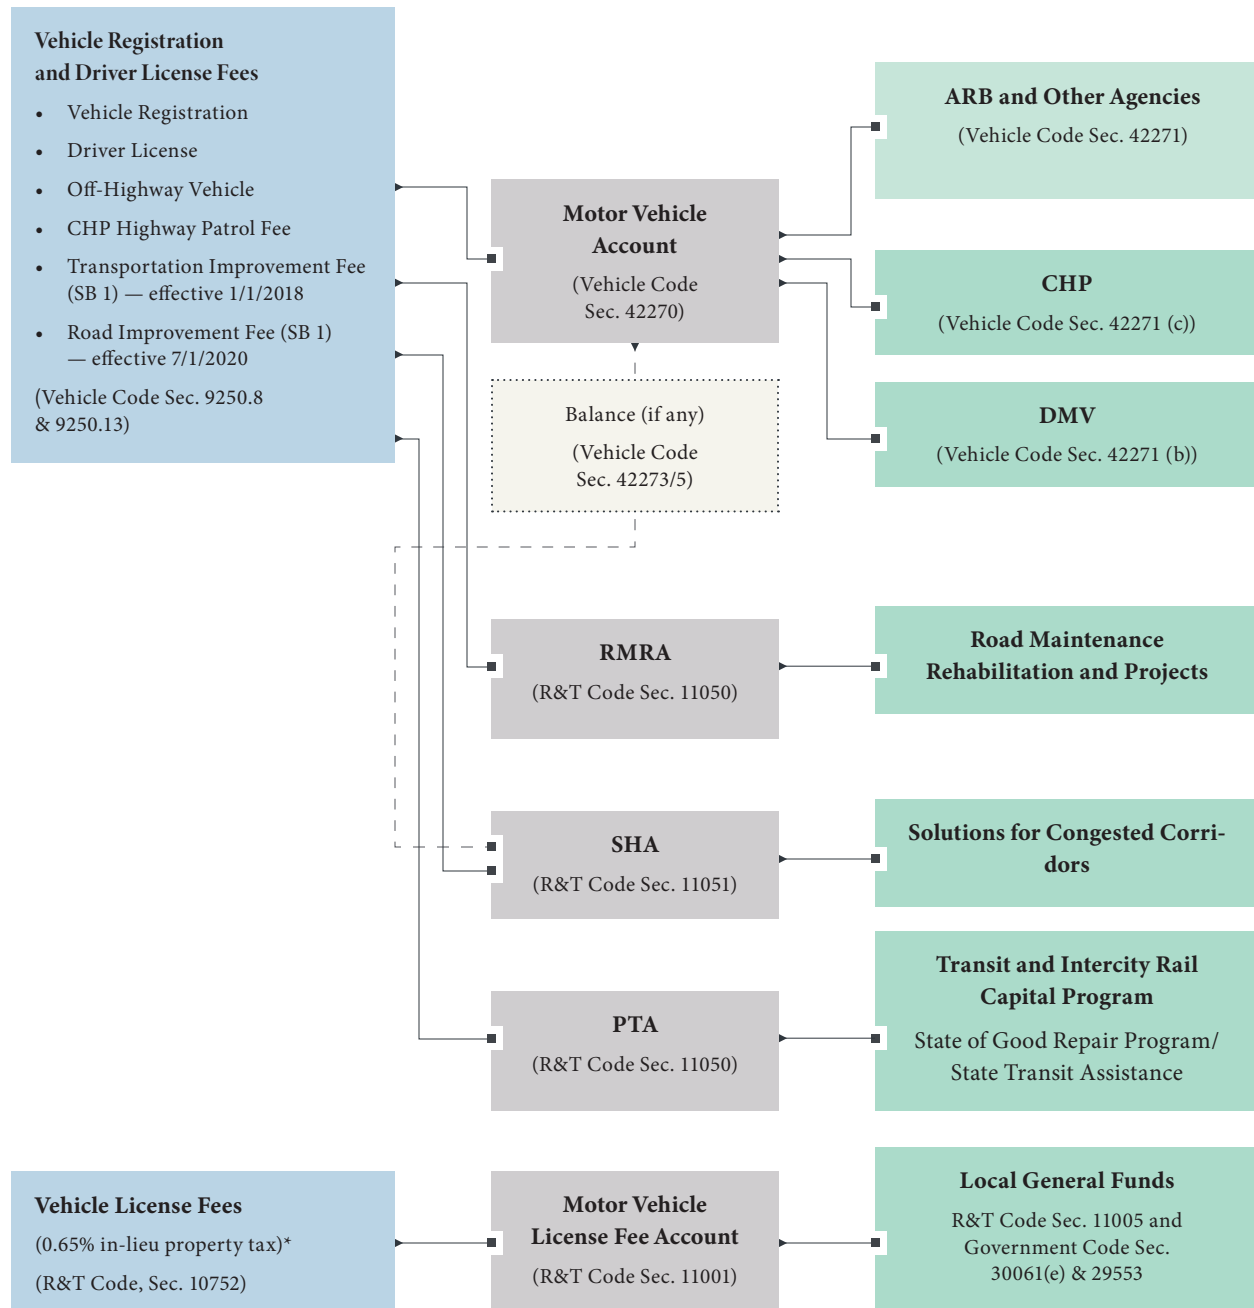 Vehicle Registration
and Driver License Fees
• Vehicle Registration
• Driver License
• Off-Highway Vehicle
• CHP Highway Patrol Fee
• Transportation Improvement Fee
(SB 1) — effective 1/1/2018
• Road Improvement Fee (SB 1)
— effective 7/1/2020
(Vehicle Code Sec. 9250.8
& 9250.13)
Motor Vehicle
Account
(Vehicle Code
Sec. 42270)
Balance (if any)
(Vehicle Code
Sec. 42273/5)
ARB and Other Agencies
(Vehicle Code Sec. 42271)
CHP
(Vehicle Code Sec. 42271 (c))
DMV
(Vehicle Code Sec. 42271 (b))
RMRA
(R&T Code Sec. 11050)
Road Maintenance
Rehabilitation and Projects
SHA
(R&T Code Sec. 11051)
Solutions for Congested Corri-
dors
PTA
(R&T Code Sec. 11050)
Transit and Intercity Rail
Capital Program
State of Good Repair Program/
State Transit Assistance
Vehicle License Fees
(0.65% in-lieu property tax)*
(R&T Code, Sec. 10752)
Motor Vehicle
License Fee Account
(R&T Code Sec. 11001)
Local General Funds
R&T Code Sec. 11005 and
Government Code Sec.
30061(e) & 29553